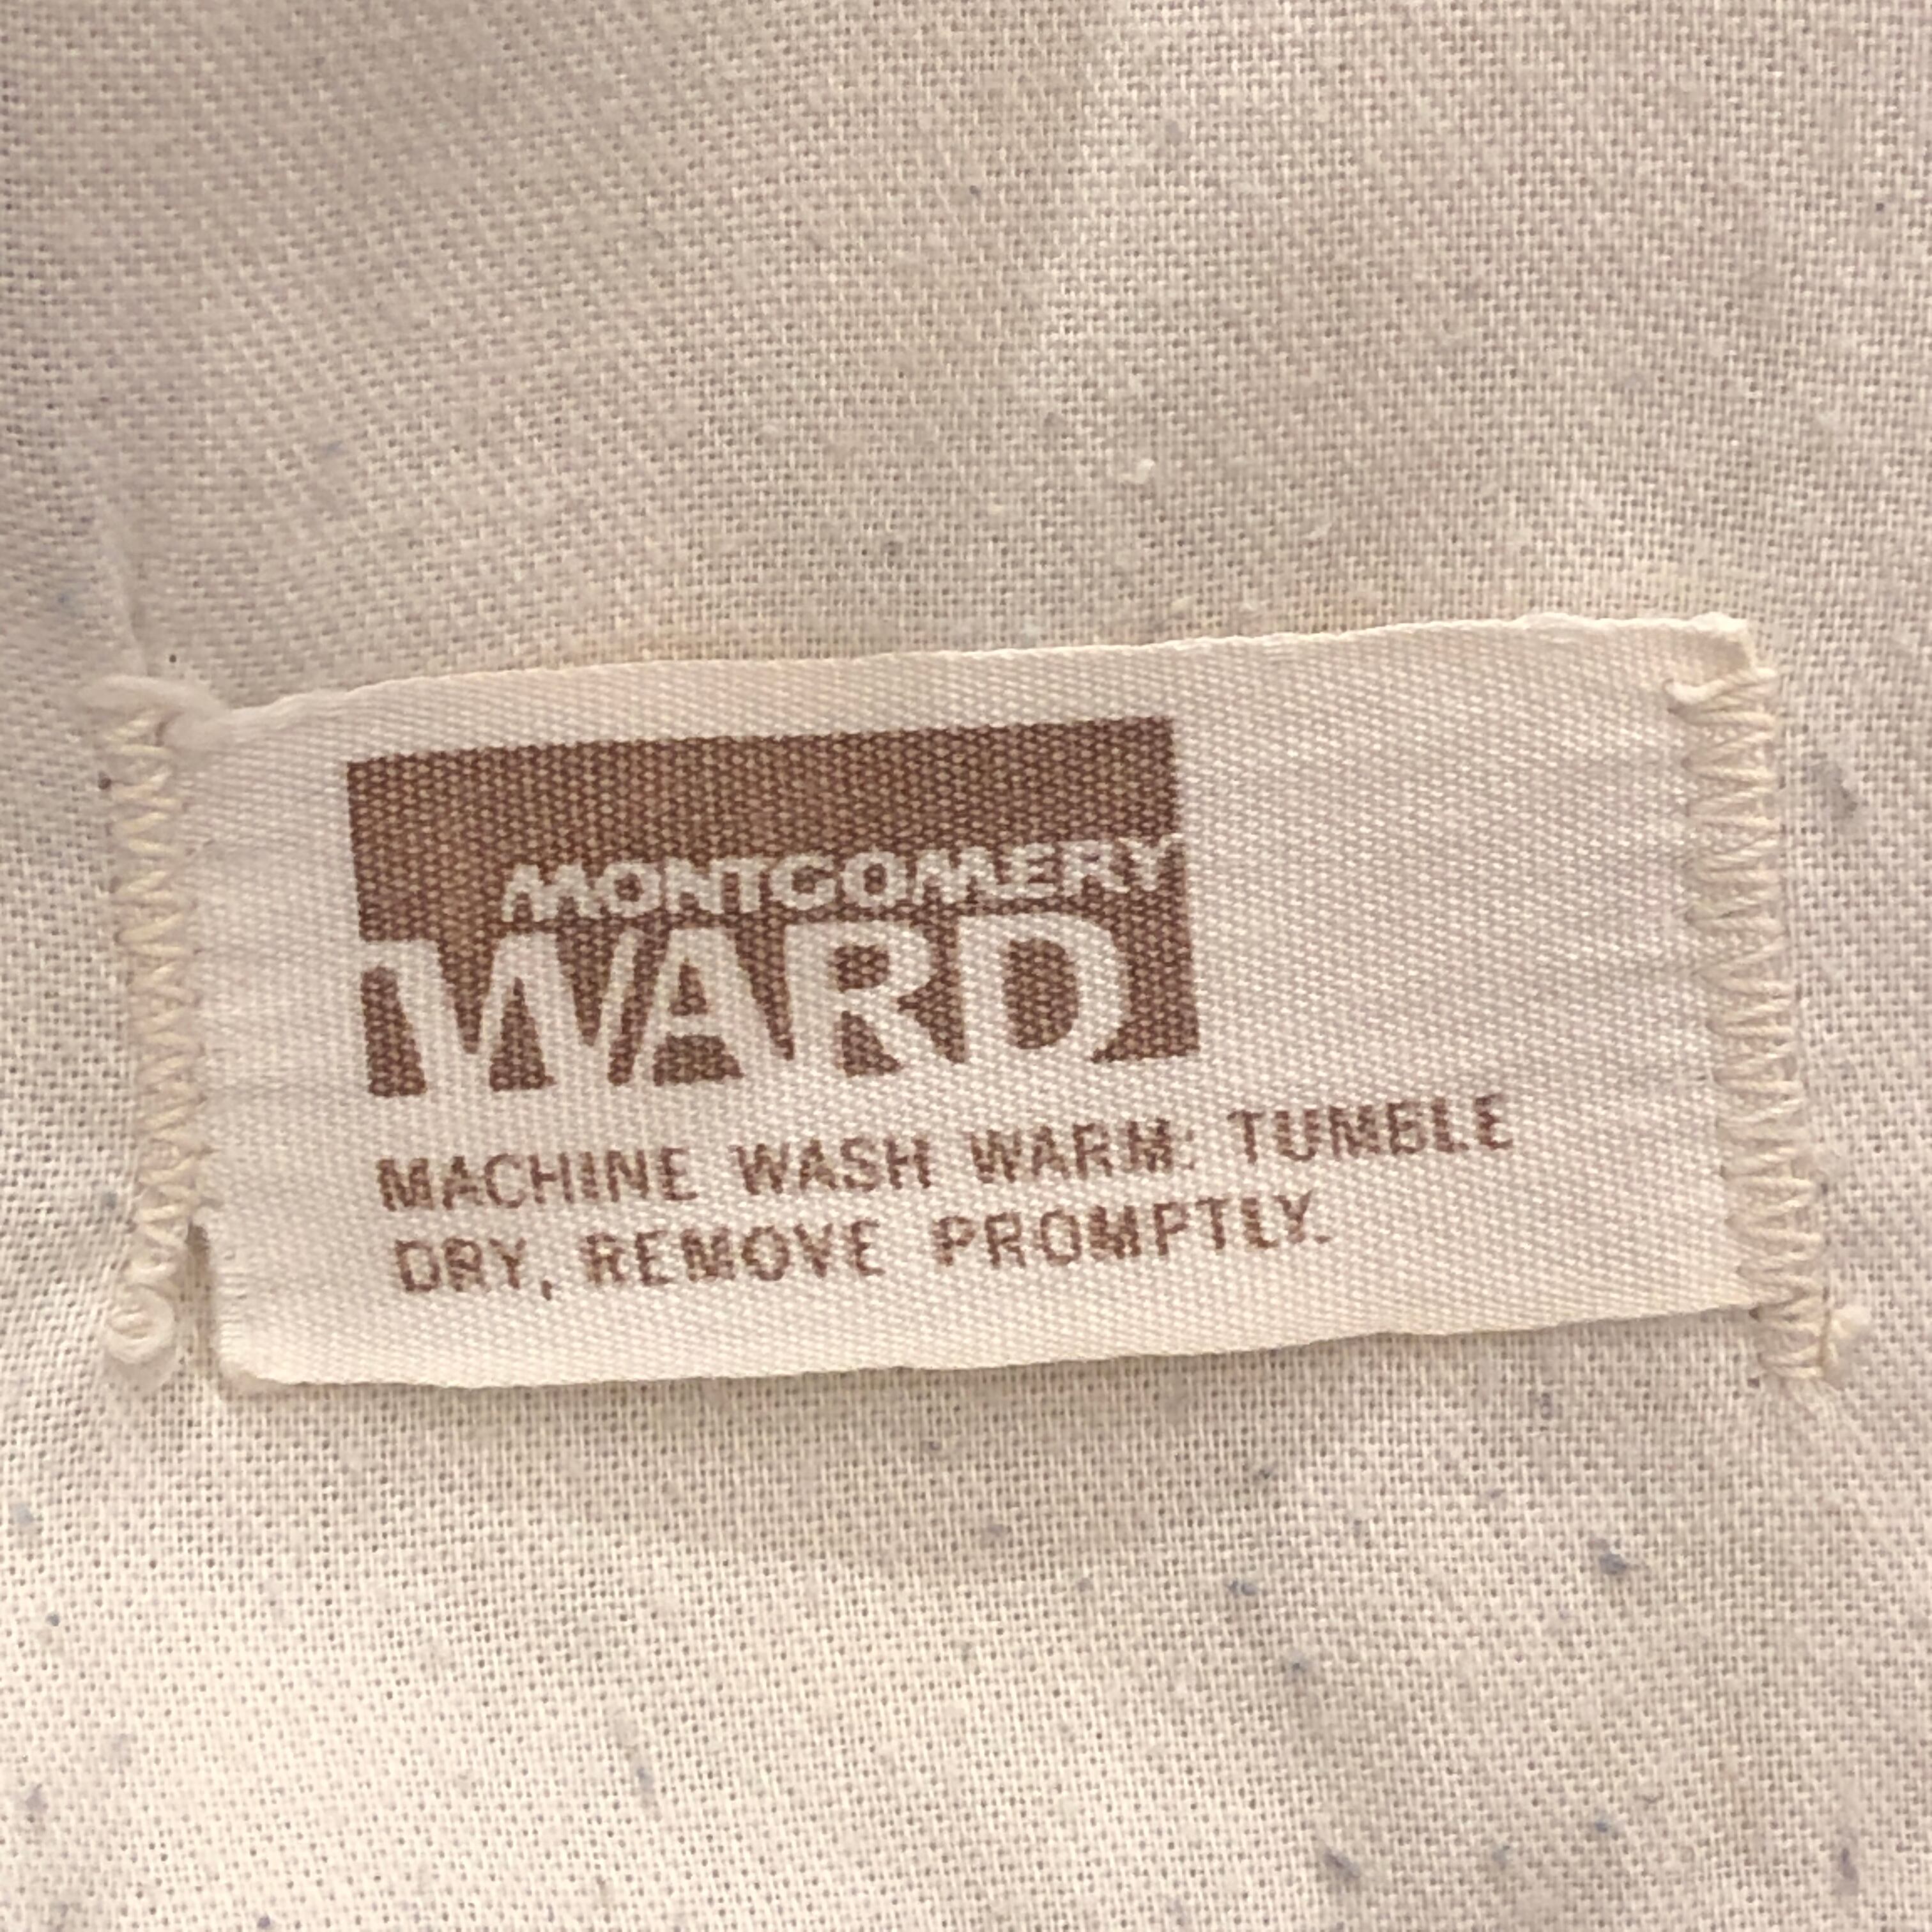 MONTGOMERY
WARD
MACHINE WASH WARM: TUMBLE
DRY, REMOVE PROMPTLY.